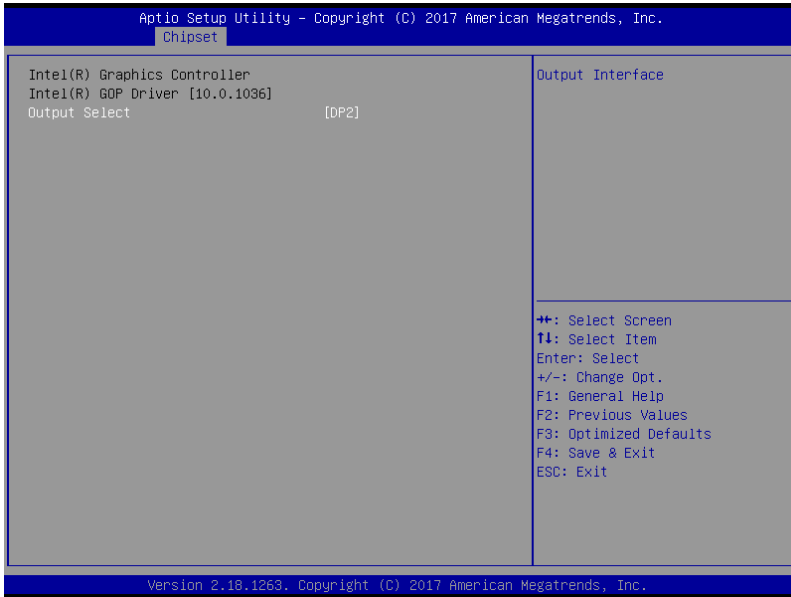 Aptio Setup Utility – Copyright (C) 2017 American Megatrends, Inc.
Chipset
Intel(R) Graphics Controller
Intel(R) GOP Driver [10.0.1036]
Output Select [DP2]
Output Interface
→←: Select Screen
↑↓: Select Item
Enter: Select
+/-: Change Opt.
F1: General Help
F2: Previous Values
F3: Optimized Defaults
F4: Save & Exit
ESC: Exit
Version 2.18.1263. Copyright (C) 2017 American Megatrends, Inc.